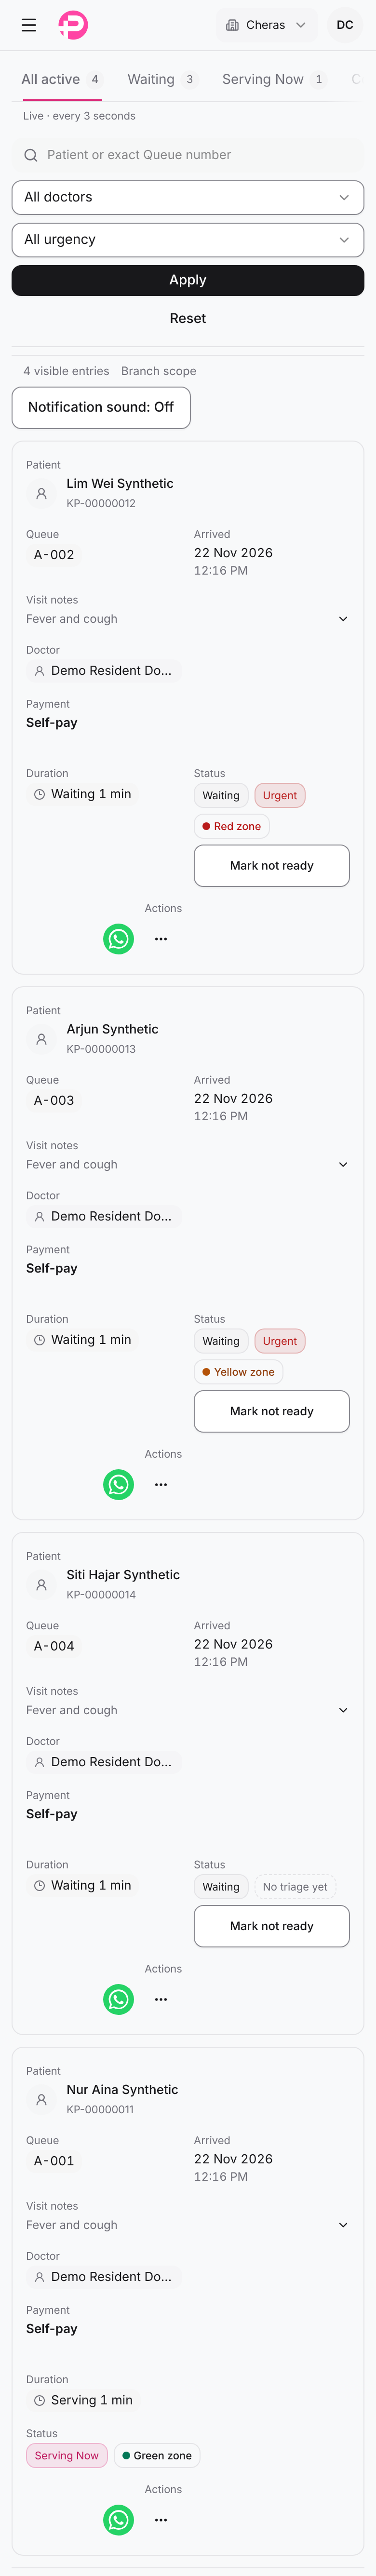 Cheras
DC
All active 4 Waiting 3 Serving Now 1
Live · every 3 seconds
Patient or exact Queue number
All doctors
All urgency
Apply
Reset
4 visible entries Branch scope
Notification sound: Off
Patient
Lim Wei Synthetic
KP-00000012
Queue Arrived
A-002 22 Nov 2026
12:16 PM
Visit notes
Fever and cough
Doctor
Demo Resident Do...
Payment
Self-pay
Duration Status
Waiting 1 min Waiting Urgent
Red zone
Mark not ready
Actions
Patient
Arjun Synthetic
KP-00000013
Queue Arrived
A-003 22 Nov 2026
12:16 PM
Visit notes
Fever and cough
Doctor
Demo Resident Do...
Payment
Self-pay
Duration Status
Waiting 1 min Waiting Urgent
Yellow zone
Mark not ready
Actions
Patient
Siti Hajar Synthetic
KP-00000014
Queue Arrived
A-004 22 Nov 2026
12:16 PM
Visit notes
Fever and cough
Doctor
Demo Resident Do...
Payment
Self-pay
Duration Status
Waiting 1 min Waiting No triage yet
Mark not ready
Actions
Patient
Nur Aina Synthetic
KP-00000011
Queue Arrived
A-001 22 Nov 2026
12:16 PM
Visit notes
Fever and cough
Doctor
Demo Resident Do...
Payment
Self-pay
Duration
Serving 1 min
Status
Serving Now Green zone
Actions